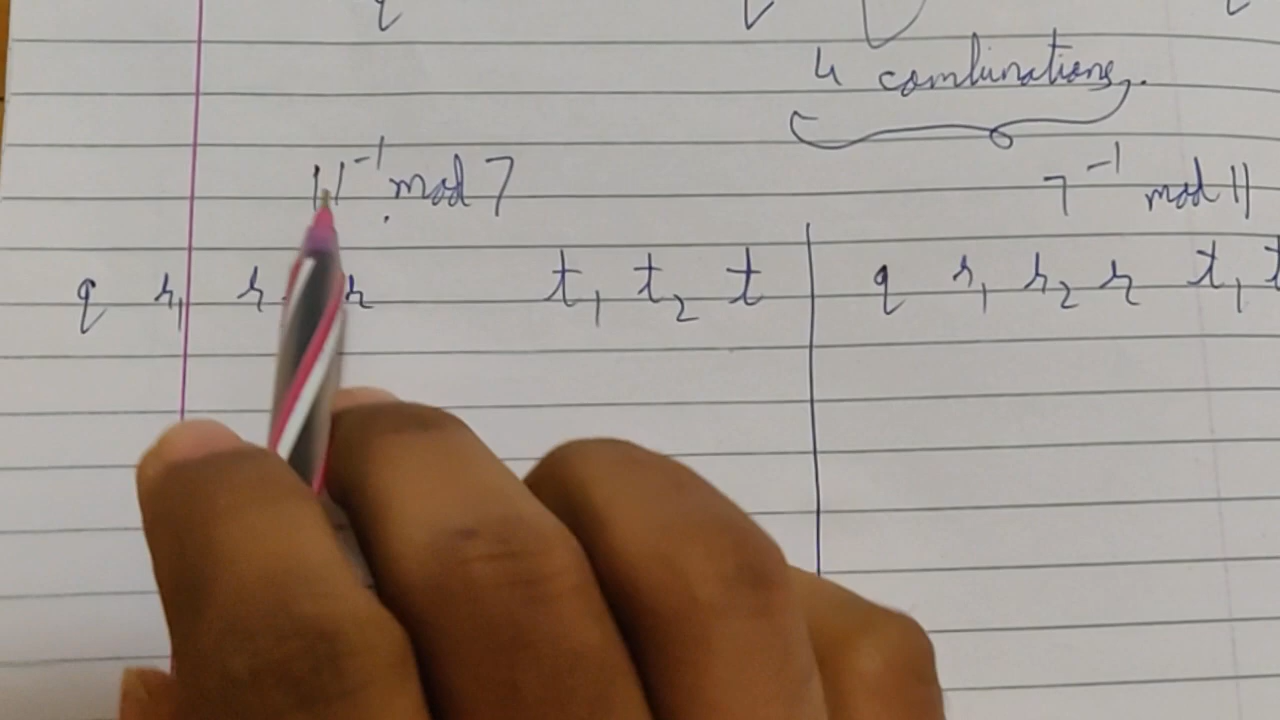 4 combinations.
11⁻¹ mod 7
7⁻¹ mod 11
q r₁ r r t₁ t₂ t
q r₁ r₂ r t₁ t